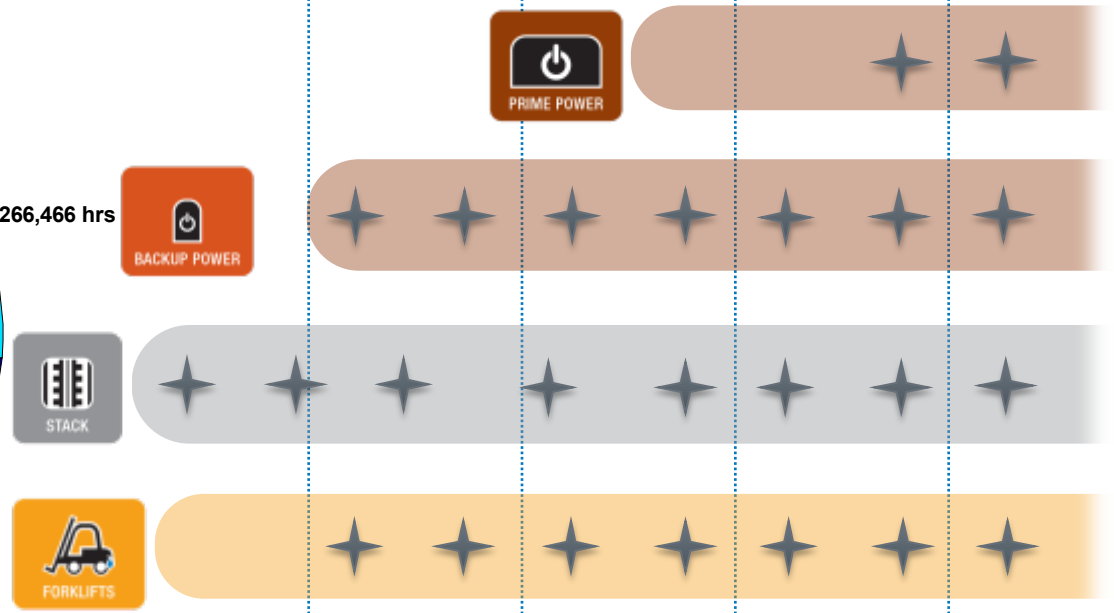 PRIME POWER
266,466 hrs
BACKUP POWER
STACK
FORKLIFTS